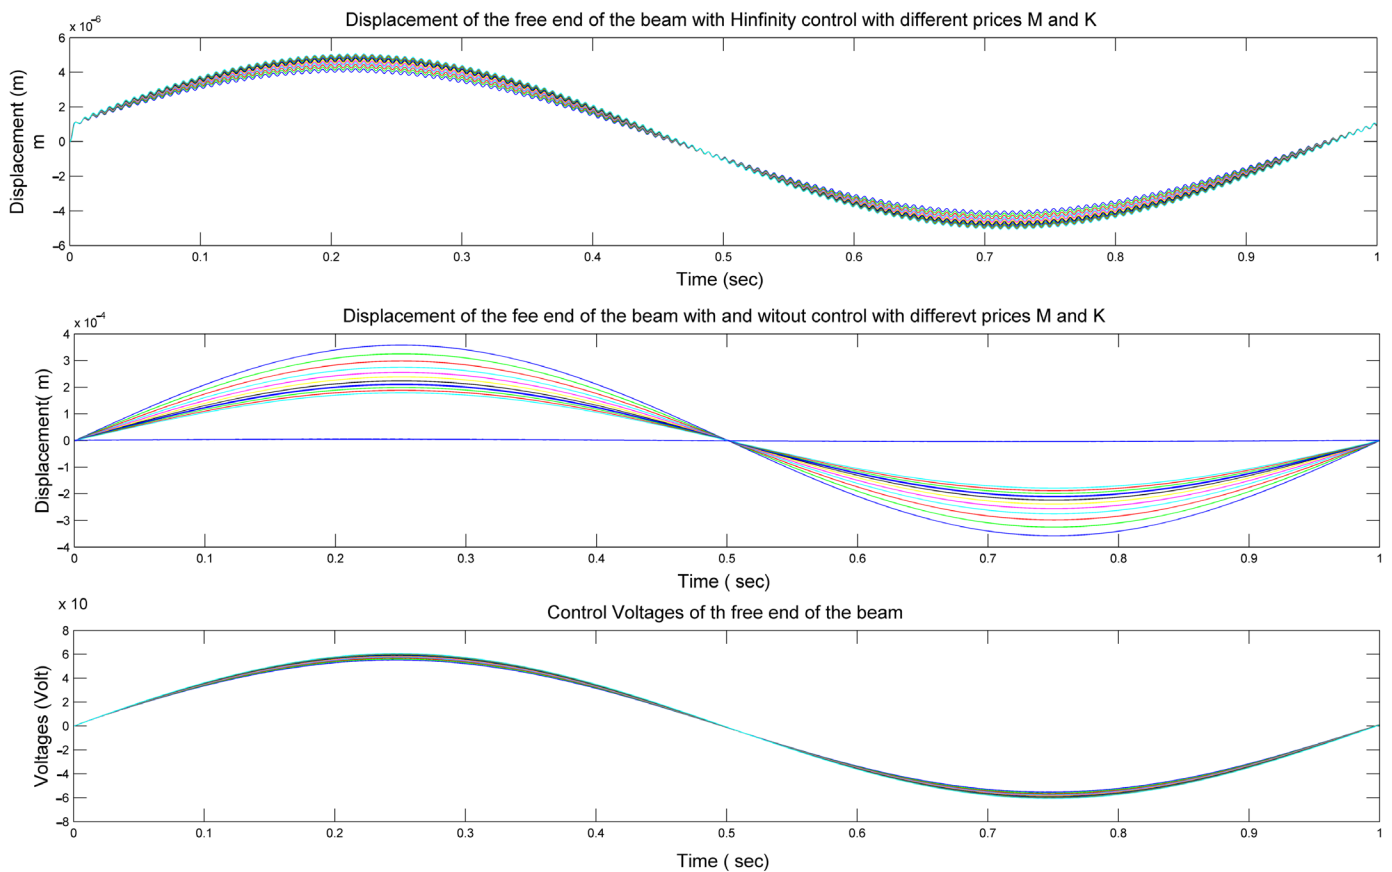 Displacement of the free end of the beam with Hinfinity control with different prices M and K
x 10⁻⁶
6
4
2
0
−2
−4
−6
Displacement (m)
m
0 0.1 0.2 0.3 0.4 0.5 0.6 0.7 0.8 0.9 1
Time (sec)
Displacement of the fee end of the beam with and witout control with differevt prices M and K
x 10⁻⁴
4
3
2
1
0
−1
−2
−3
−4
Displacement( m)
0 0.1 0.2 0.3 0.4 0.5 0.6 0.7 0.8 0.9 1
Time ( sec)
x 10
Control Voltages of th free end of the beam
8
6
4
2
0
−2
−4
−6
−8
Voltages (Volt)
0 0.1 0.2 0.3 0.4 0.5 0.6 0.7 0.8 0.9 1
Time ( sec)